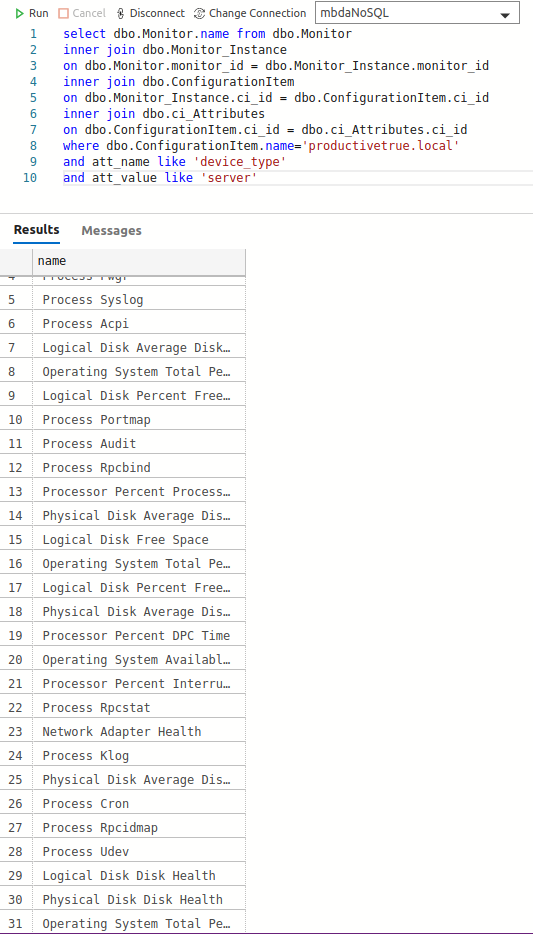 Run Cancel Disconnect Change Connection mbdaNoSQL
1 select dbo.Monitor.name from dbo.Monitor
2 inner join dbo.Monitor_Instance
3 on dbo.Monitor.monitor_id = dbo.Monitor_Instance.monitor_id
4 inner join dbo.ConfigurationItem
5 on dbo.Monitor_Instance.ci_id = dbo.ConfigurationItem.ci_id
6 inner join dbo.ci_Attributes
7 on dbo.ConfigurationItem.ci_id = dbo.ci_Attributes.ci_id
8 where dbo.ConfigurationItem.name='productivetrue.local'
9 and att_name like 'device_type'
10 and att_value like 'server'
Results Messages
name
4 Process
5 Process Syslog
6 Process Acpi
7 Logical Disk Average Disk…
8 Operating System Total Pe…
9 Logical Disk Percent Free…
10 Process Portmap
11 Process Audit
12 Process Rpcbind
13 Processor Percent Process…
14 Physical Disk Average Dis…
15 Logical Disk Free Space
16 Operating System Total Pe…
17 Logical Disk Percent Free…
18 Physical Disk Average Dis…
19 Processor Percent DPC Time
20 Operating System Availabl…
21 Processor Percent Interru…
22 Process Rpcstat
23 Network Adapter Health
24 Process Klog
25 Physical Disk Average Dis…
26 Process Cron
27 Process Rpcidmap
28 Process Udev
29 Logical Disk Disk Health
30 Physical Disk Disk Health
31 Operating System Total Pe…